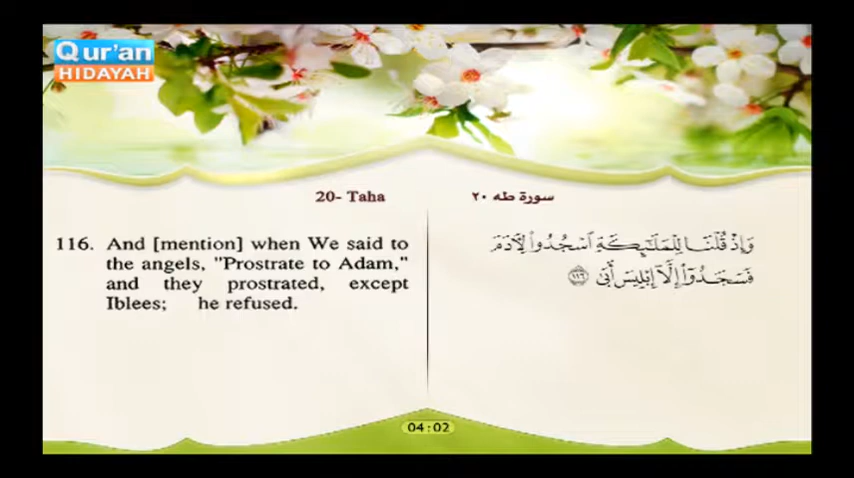 Qur'an
HIDAYAH
20- Taha
سورة طه ٢٠
116. And [mention] when We said to
the angels, "Prostrate to Adam,"
and they prostrated, except
Iblees; he refused.
وَإِذْ قُلْنَا لِلْمَلَـٰٓئِكَةِ ٱسْجُدُوا۟ لِـَٔادَمَ
فَسَجَدُوٓا۟ إِلَّآ إِبْلِيسَ أَبَىٰ ١١٦
04:02